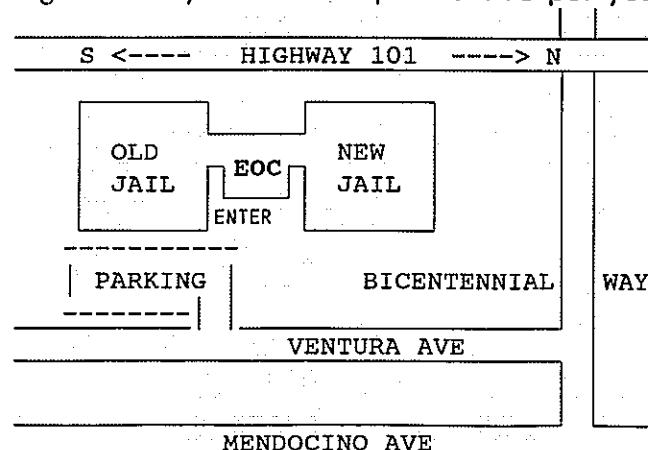 S <---- HIGHWAY 101 ----> N
OLD
JAIL
EOC
NEW
JAIL
ENTER
PARKING
BICENTENNIAL
WAY
VENTURA AVE
MENDOCINO AVE